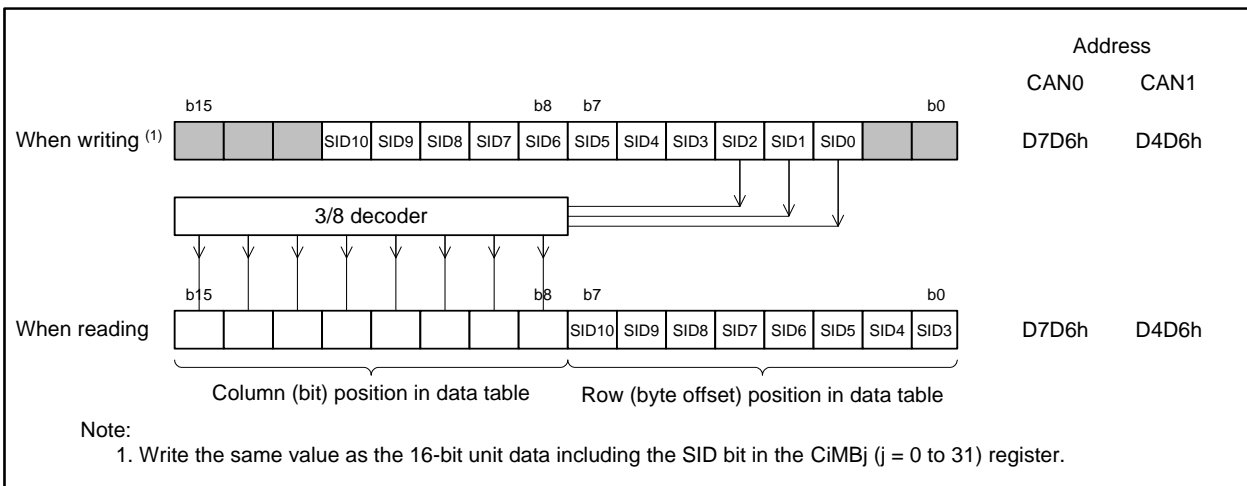 Address
CAN0 CAN1
b15 b8 b7 b0
When writing (1) SID10 SID9 SID8 SID7 SID6 SID5 SID4 SID3 SID2 SID1 SID0 D7D6h D4D6h
3/8 decoder
b15 b8 b7 b0
When reading SID10 SID9 SID8 SID7 SID6 SID5 SID4 SID3 D7D6h D4D6h
Column (bit) position in data table Row (byte offset) position in data table
Note:
1. Write the same value as the 16-bit unit data including the SID bit in the CiMBj (j = 0 to 31) register.